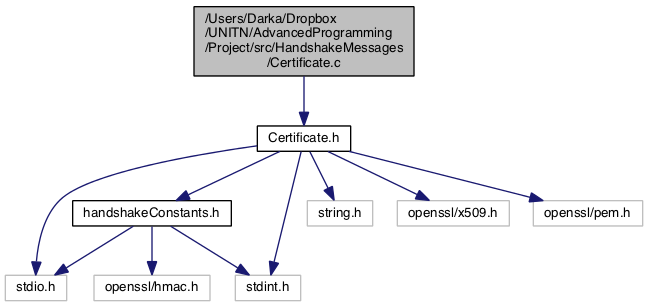 /Users/Darka/Dropbox
/UNITN/AdvancedProgramming
/Project/src/HandshakeMessages
/Certificate.c
Certificate.h
handshakeConstants.h
string.h
openssl/x509.h
openssl/pem.h
stdio.h
openssl/hmac.h
stdint.h